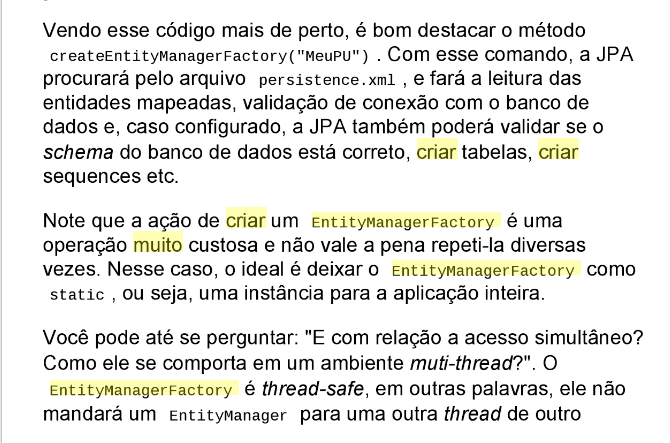 Vendo esse código mais de perto, é bom destacar o método
createEntityManagerFactory("MeuPU") . Com esse comando, a JPA
procurará pelo arquivo persistence.xml , e fará a leitura das
entidades mapeadas, validação de conexão com o banco de
dados e, caso configurado, a JPA também poderá validar se o
schema do banco de dados está correto, criar tabelas, criar
sequences etc.
Note que a ação de criar um EntityManagerFactory é uma
operação muito custosa e não vale a pena repeti-la diversas
vezes. Nesse caso, o ideal é deixar o EntityManagerFactory como
static , ou seja, uma instância para a aplicação inteira.
Você pode até se perguntar: "E com relação a acesso simultâneo?
Como ele se comporta em um ambiente muti-thread?". O
EntityManagerFactory é thread-safe, em outras palavras, ele não
mandará um EntityManager para uma outra thread de outro